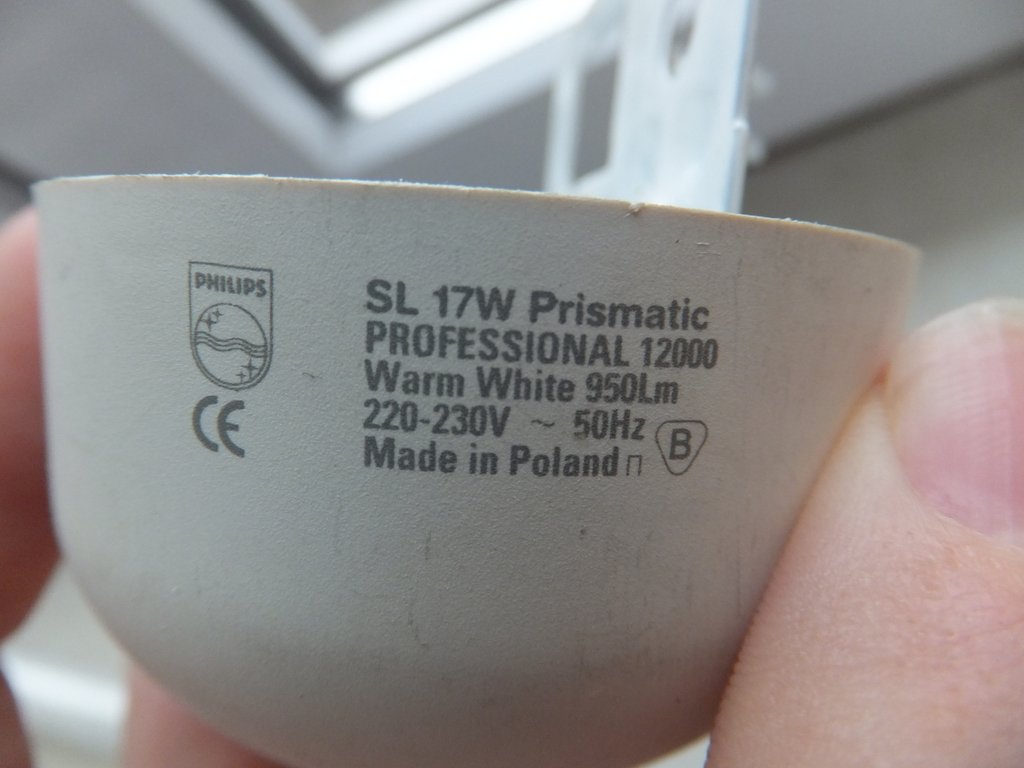 PHILIPS
CE
SL 17W Prismatic
PROFESSIONAL 12000
Warm White 950Lm
220-230V ~ 50Hz
Made in Poland
B